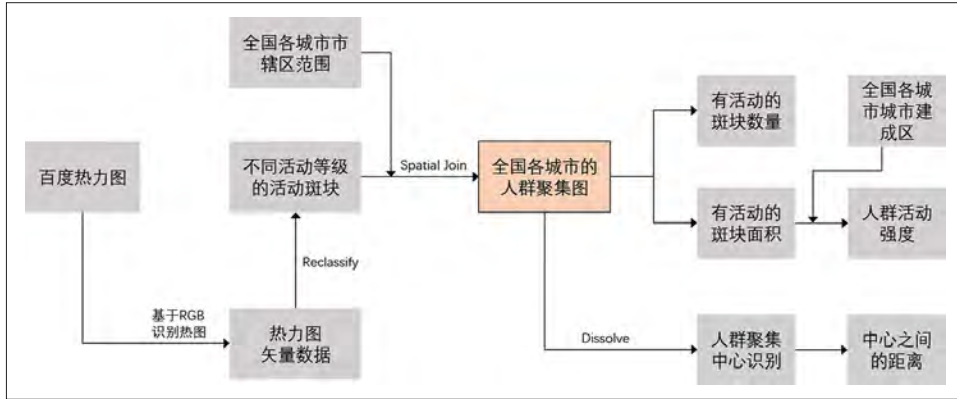 全国各城市市
辖区范围
有活动的
斑块数量
全国各城
市城市建
成区
百度热力图
不同活动等级
的活动斑块
Spatial Join
全国各城市的
人群聚集图
有活动的
斑块面积
人群活动
强度
Reclassify
基于RGB
识别热图
热力图
矢量数据
Dissolve
人群聚集
中心识别
中心之间
的距离